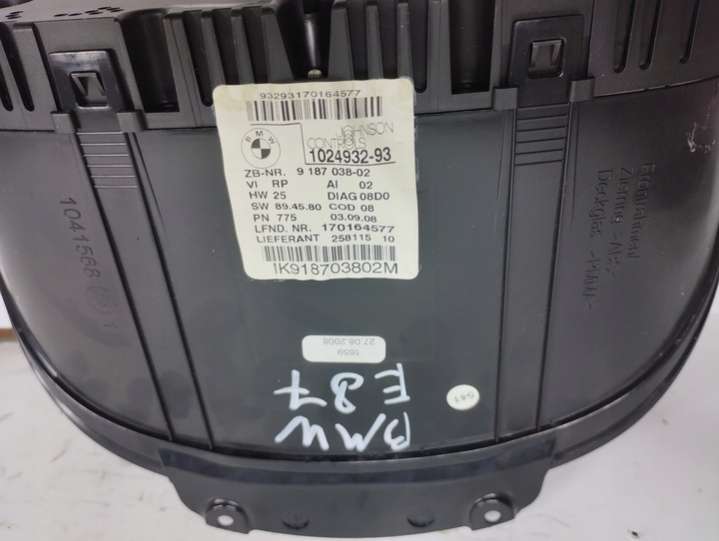 93293170164577
BMW
JOHNSON
CONTROLS
1024932-93
ZB-NR. 9 187 038-02
VI RP AI 02
HW 25 DIAG 08D0
SW 89.45.80 COD 08
PN 775 03.09.08
LFND. NR. 170164577
LIEFERANT 258115 10
IK918703802M
1659
27.08.2008
541
BMW
E87